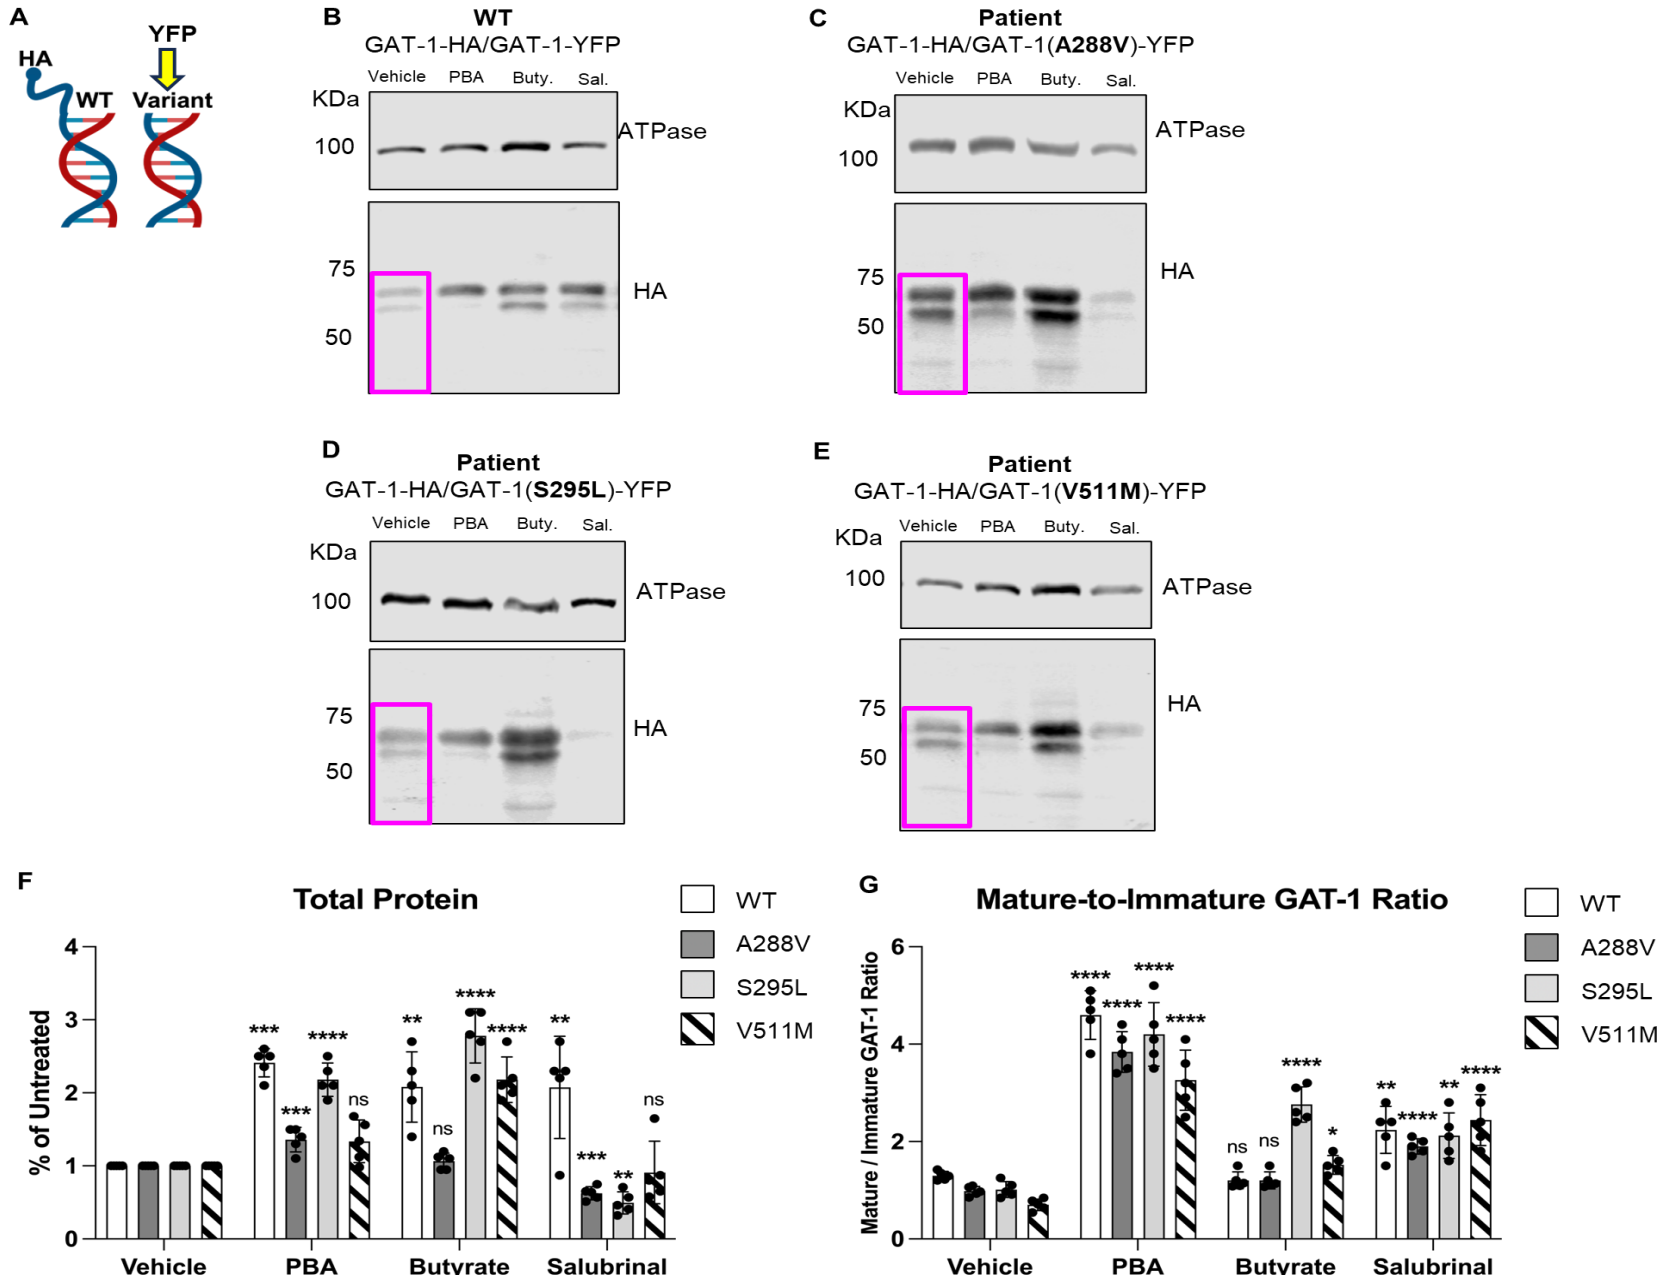 A
HA
YFP
WT Variant
B
WT
GAT-1-HA/GAT-1-YFP
Vehicle PBA Buty. Sal.
KDa
100
ATPase
75
50
HA
C
Patient
GAT-1-HA/GAT-1(A288V)-YFP
Vehicle PBA Buty. Sal.
KDa
100
ATPase
75
50
HA
D
Patient
GAT-1-HA/GAT-1(S295L)-YFP
Vehicle PBA Buty. Sal.
KDa
100
ATPase
75
50
HA
E
Patient
GAT-1-HA/GAT-1(V511M)-YFP
Vehicle PBA Buty. Sal.
KDa
100
ATPase
75
50
HA
F
Total Protein
WT
A288V
S295L
V511M
% of Untreated
4
3
2
1
0
*** *** **** ns
** ns **** ****
** *** ** ns
Vehicle PBA Butyrate Salubrinal
G
Mature-to-Immature GAT-1 Ratio
WT
A288V
S295L
V511M
Mature / Immature GAT-1 Ratio
6
4
2
0
**** **** **** ****
ns ns **** *
** **** ** ****
Vehicle PBA Butyrate Salubrinal